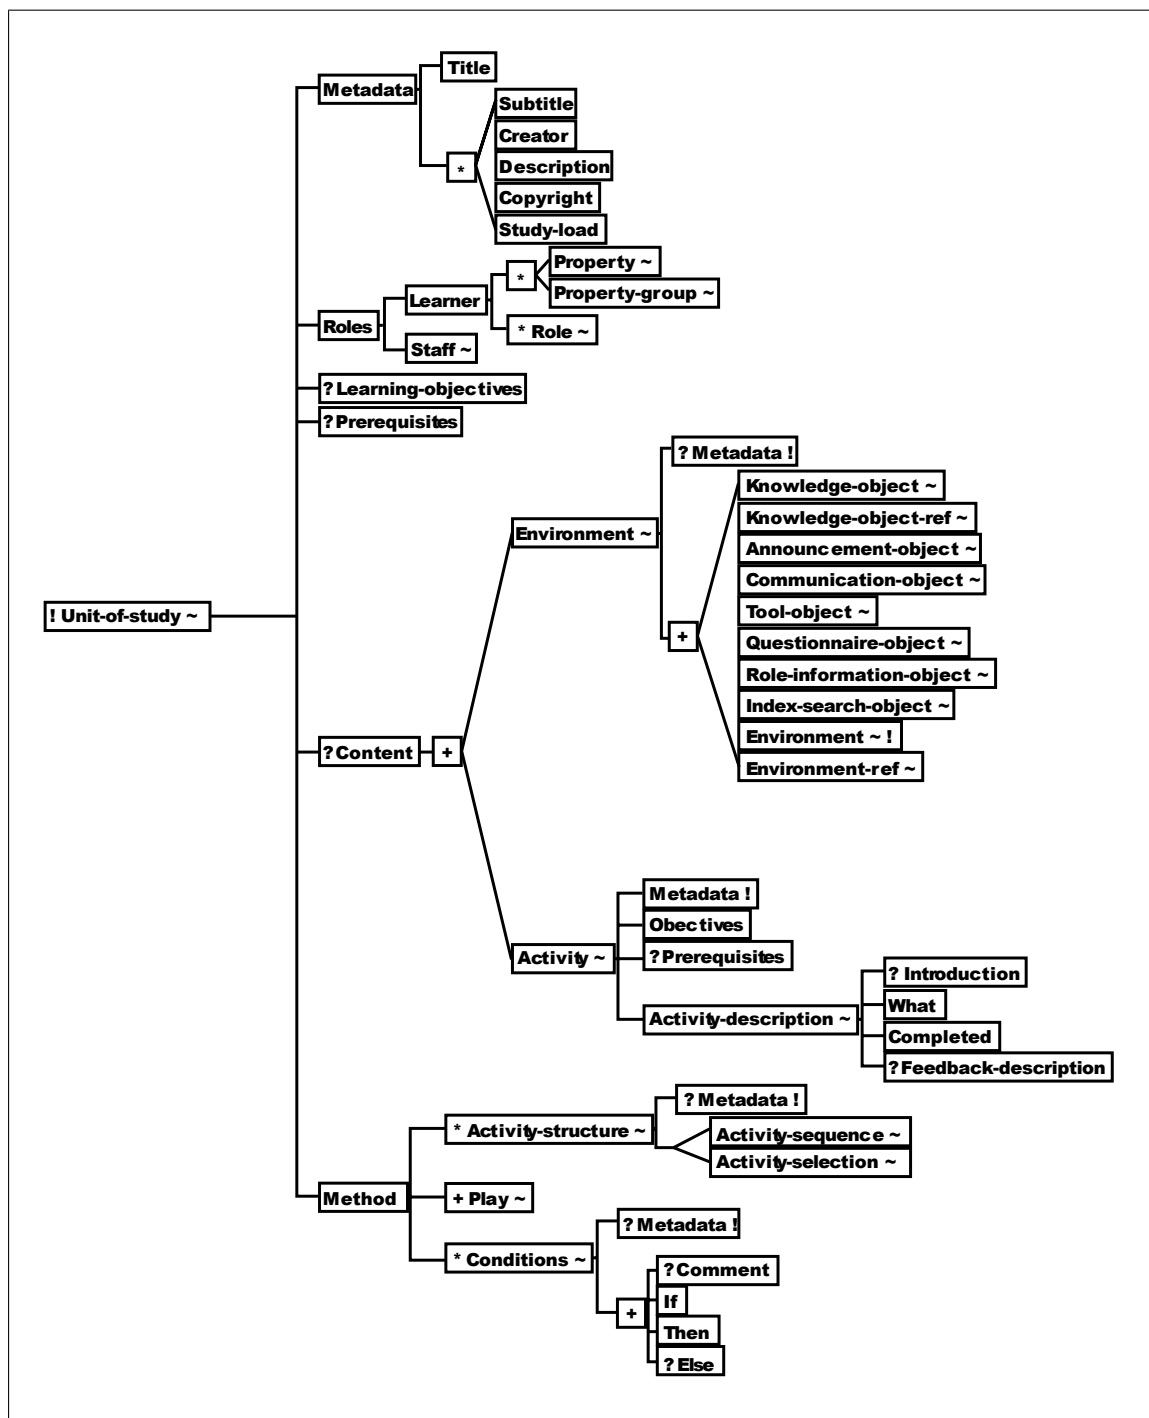 Title
Metadata
Subtitle
Creator
*
Description
Copyright
Study-load
Property ~
*
Property-group ~
Learner
Roles
* Role ~
Staff ~
? Learning-objectives
? Prerequisites
? Metadata !
Knowledge-object ~
Knowledge-object-ref ~
Environment ~
Announcement-object ~
Communication-object ~
! Unit-of-study ~
Tool-object ~
+
Questionnaire-object ~
Role-information-object ~
Index-search-object ~
Environment ~ !
? Content
+
Environment-ref ~
Metadata !
Obectives
Activity ~
? Prerequisites
? Introduction
What
Activity-description ~
Completed
? Feedback-description
? Metadata !
* Activity-structure ~
Activity-sequence ~
Activity-selection ~
Method
+ Play ~
? Metadata !
* Conditions ~
? Comment
If
+
Then
? Else